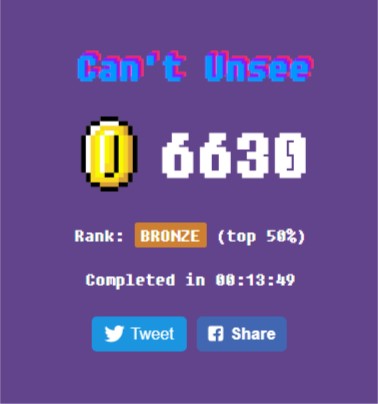 Can't Unsee
6630
Rank: BRONZE (top 50%)
Completed in 00:13:49
Tweet Share